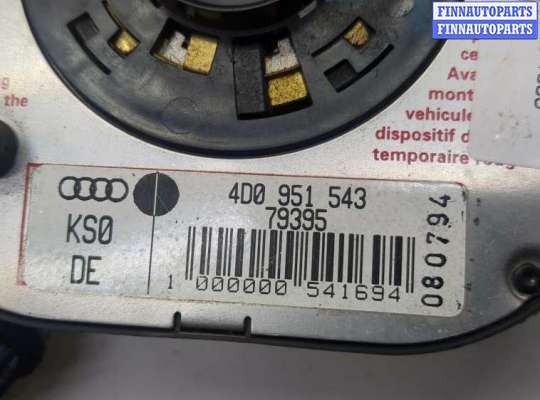 FINNAUTOPARTS
FINNAUTOPARTS
the
ce
Ava
mont
vehicule
dispositif d
temporaire
4D0 951 543
79395
KS0
DE
1 000000 541694
080794